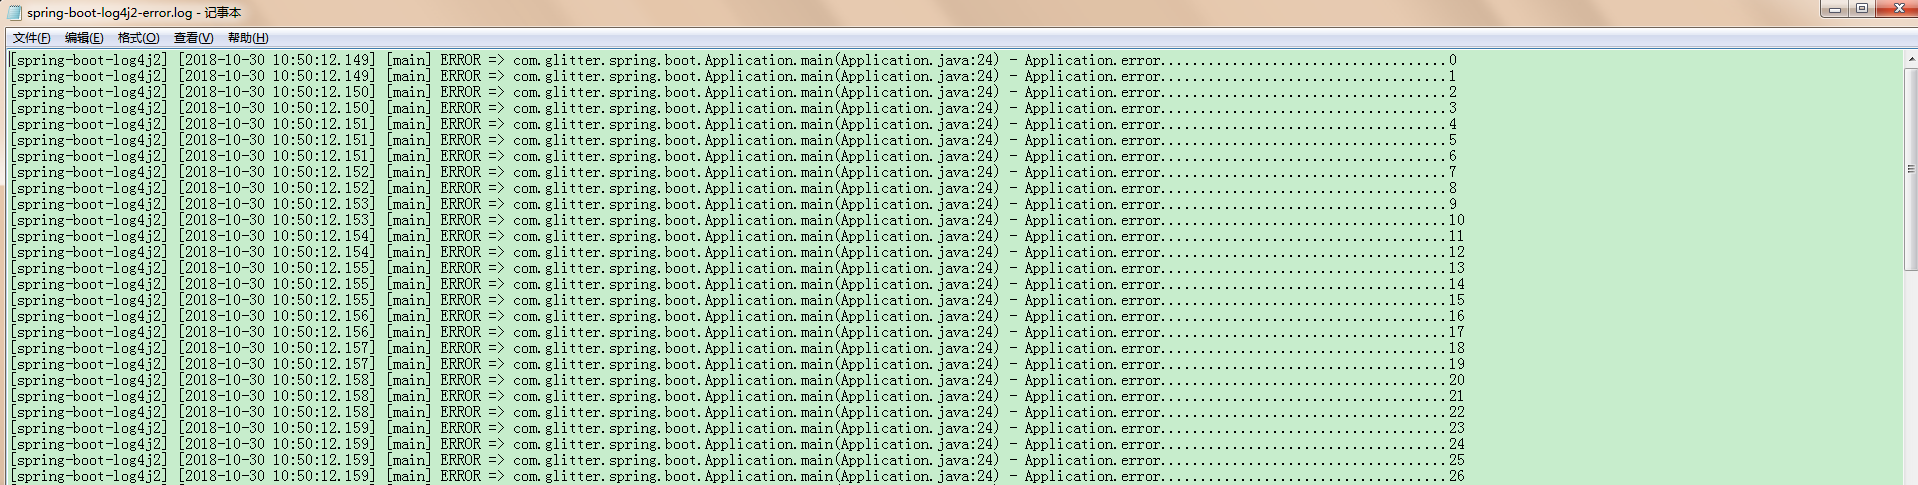 spring-boot-log4j2-error.log - 记事本
文件(F) 编辑(E) 格式(O) 查看(V) 帮助(H)
[spring-boot-log4j2] [2018-10-30 10:50:12.149] [main] ERROR => com.glitter.spring.boot.Application.main(Application.java:24) - Application.error....................................0
[spring-boot-log4j2] [2018-10-30 10:50:12.149] [main] ERROR => com.glitter.spring.boot.Application.main(Application.java:24) - Application.error....................................1
[spring-boot-log4j2] [2018-10-30 10:50:12.150] [main] ERROR => com.glitter.spring.boot.Application.main(Application.java:24) - Application.error....................................2
[spring-boot-log4j2] [2018-10-30 10:50:12.150] [main] ERROR => com.glitter.spring.boot.Application.main(Application.java:24) - Application.error....................................3
[spring-boot-log4j2] [2018-10-30 10:50:12.151] [main] ERROR => com.glitter.spring.boot.Application.main(Application.java:24) - Application.error....................................4
[spring-boot-log4j2] [2018-10-30 10:50:12.151] [main] ERROR => com.glitter.spring.boot.Application.main(Application.java:24) - Application.error....................................5
[spring-boot-log4j2] [2018-10-30 10:50:12.151] [main] ERROR => com.glitter.spring.boot.Application.main(Application.java:24) - Application.error....................................6
[spring-boot-log4j2] [2018-10-30 10:50:12.152] [main] ERROR => com.glitter.spring.boot.Application.main(Application.java:24) - Application.error....................................7
[spring-boot-log4j2] [2018-10-30 10:50:12.152] [main] ERROR => com.glitter.spring.boot.Application.main(Application.java:24) - Application.error....................................8
[spring-boot-log4j2] [2018-10-30 10:50:12.153] [main] ERROR => com.glitter.spring.boot.Application.main(Application.java:24) - Application.error....................................9
[spring-boot-log4j2] [2018-10-30 10:50:12.153] [main] ERROR => com.glitter.spring.boot.Application.main(Application.java:24) - Application.error....................................10
[spring-boot-log4j2] [2018-10-30 10:50:12.154] [main] ERROR => com.glitter.spring.boot.Application.main(Application.java:24) - Application.error....................................11
[spring-boot-log4j2] [2018-10-30 10:50:12.154] [main] ERROR => com.glitter.spring.boot.Application.main(Application.java:24) - Application.error....................................12
[spring-boot-log4j2] [2018-10-30 10:50:12.155] [main] ERROR => com.glitter.spring.boot.Application.main(Application.java:24) - Application.error....................................13
[spring-boot-log4j2] [2018-10-30 10:50:12.155] [main] ERROR => com.glitter.spring.boot.Application.main(Application.java:24) - Application.error....................................14
[spring-boot-log4j2] [2018-10-30 10:50:12.155] [main] ERROR => com.glitter.spring.boot.Application.main(Application.java:24) - Application.error....................................15
[spring-boot-log4j2] [2018-10-30 10:50:12.156] [main] ERROR => com.glitter.spring.boot.Application.main(Application.java:24) - Application.error....................................16
[spring-boot-log4j2] [2018-10-30 10:50:12.156] [main] ERROR => com.glitter.spring.boot.Application.main(Application.java:24) - Application.error....................................17
[spring-boot-log4j2] [2018-10-30 10:50:12.157] [main] ERROR => com.glitter.spring.boot.Application.main(Application.java:24) - Application.error....................................18
[spring-boot-log4j2] [2018-10-30 10:50:12.157] [main] ERROR => com.glitter.spring.boot.Application.main(Application.java:24) - Application.error....................................19
[spring-boot-log4j2] [2018-10-30 10:50:12.158] [main] ERROR => com.glitter.spring.boot.Application.main(Application.java:24) - Application.error....................................20
[spring-boot-log4j2] [2018-10-30 10:50:12.158] [main] ERROR => com.glitter.spring.boot.Application.main(Application.java:24) - Application.error....................................21
[spring-boot-log4j2] [2018-10-30 10:50:12.158] [main] ERROR => com.glitter.spring.boot.Application.main(Application.java:24) - Application.error....................................22
[spring-boot-log4j2] [2018-10-30 10:50:12.159] [main] ERROR => com.glitter.spring.boot.Application.main(Application.java:24) - Application.error....................................23
[spring-boot-log4j2] [2018-10-30 10:50:12.159] [main] ERROR => com.glitter.spring.boot.Application.main(Application.java:24) - Application.error....................................24
[spring-boot-log4j2] [2018-10-30 10:50:12.159] [main] ERROR => com.glitter.spring.boot.Application.main(Application.java:24) - Application.error....................................25
[spring-boot-log4j2] [2018-10-30 10:50:12.159] [main] ERROR => com.glitter.spring.boot.Application.main(Application.java:24) - Application.error....................................26